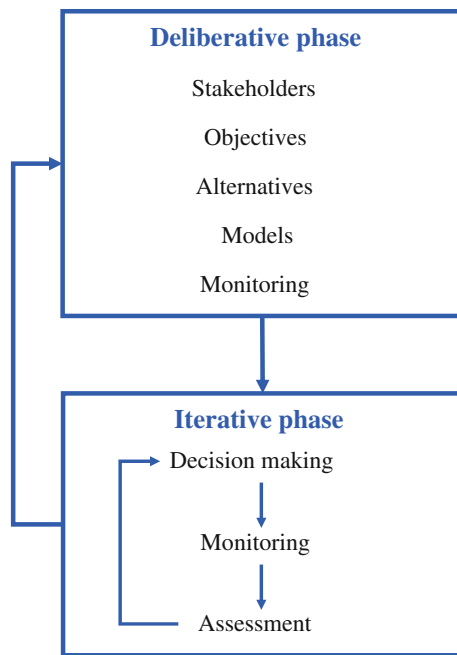 Deliberative phase
Stakeholders
Objectives
Alternatives
Models
Monitoring
Iterative phase
Decision making
Monitoring
Assessment